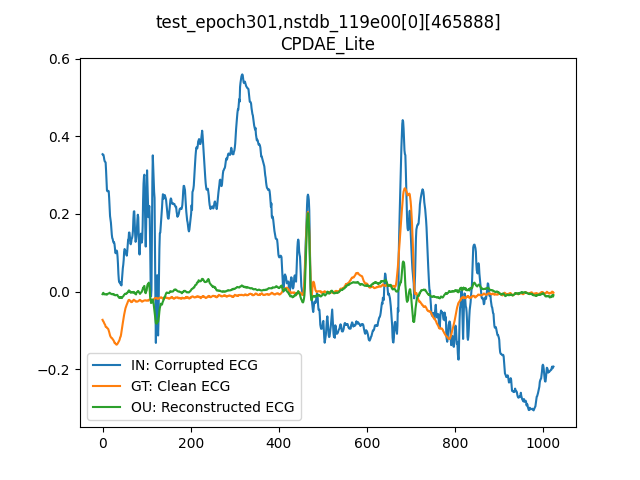 test_epoch301,nstdb_119e00[0][465888]
CPDAE_Lite
0.6
0.4
0.2
0.0
−0.2
IN: Corrupted ECG
GT: Clean ECG
OU: Reconstructed ECG
0 200 400 600 800 1000